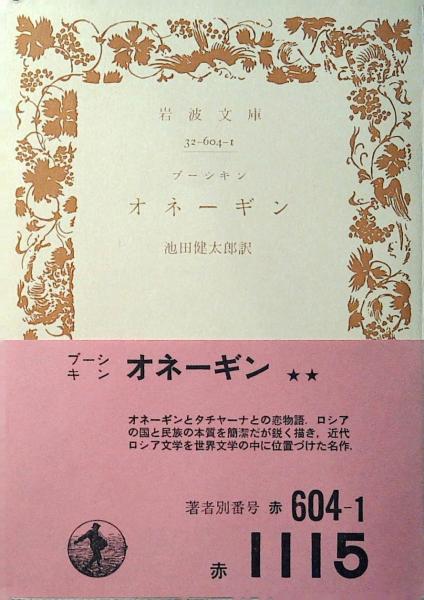 岩波文庫
32-604-1
プーシキン
オネーギン
池田健太郎訳
プーシ
キン
オネーギン ★★
オネーギンとタチャーナとの恋物語．ロシア
の国と民族の本質を簡潔だが鋭く描き，近代
ロシア文学を世界文学の中に位置づけた名作．
著者別番号 赤 604-1
赤 1115